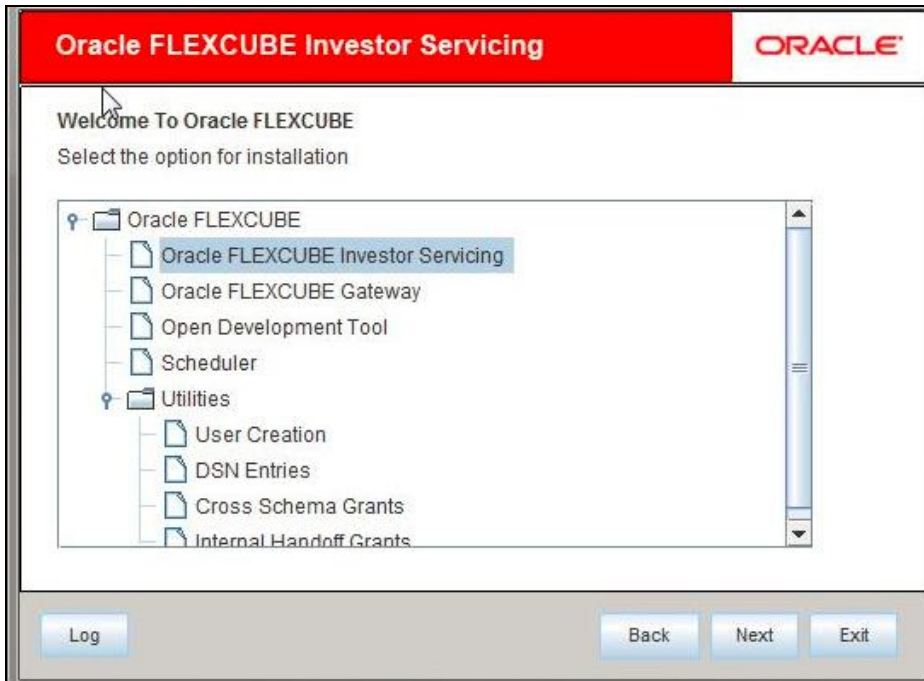 Oracle FLEXCUBE Investor Servicing
ORACLE
Welcome To Oracle FLEXCUBE
Select the option for installation
Oracle FLEXCUBE
Oracle FLEXCUBE Investor Servicing
Oracle FLEXCUBE Gateway
Open Development Tool
Scheduler
Utilities
User Creation
DSN Entries
Cross Schema Grants
Internal Handoff Grants
Log
Back
Next
Exit